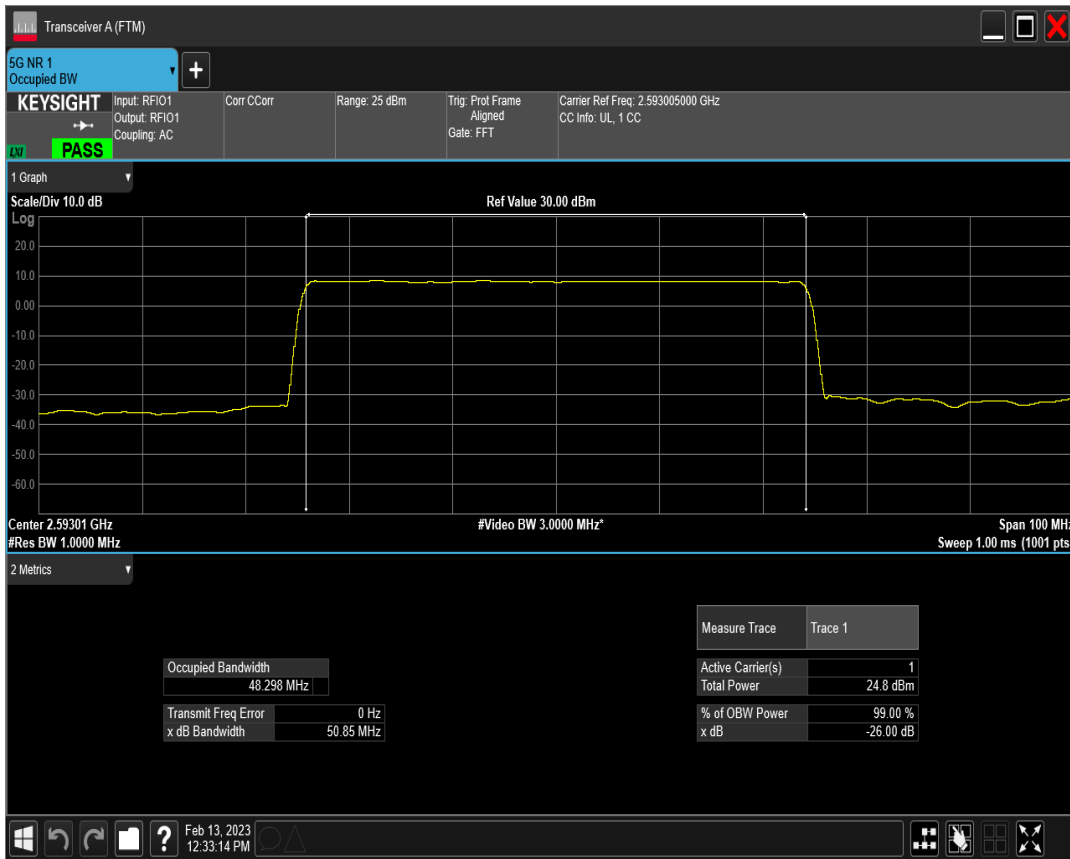 Transceiver A (FTM)
5G NR 1
Occupied BW
+
KEYSIGHT
LXI
PASS
Input: RFIO1
Output: RFIO1
Coupling: AC
Corr CCorr
Range: 25 dBm
Trig: Prot Frame
Aligned
Gate: FFT
Carrier Ref Freq: 2.593005000 GHz
CC Info: UL, 1 CC
1 Graph
Scale/Div 10.0 dB
Ref Value 30.00 dBm
Log
20.0
10.0
0.00
-10.0
-20.0
-30.0
-40.0
-50.0
-60.0
Center 2.59301 GHz
#Video BW 3.0000 MHz*
Span 100 MHz
#Res BW 1.0000 MHz
Sweep 1.00 ms (1001 pts
2 Metrics
Measure Trace Trace 1
Occupied Bandwidth
48.298 MHz
Active Carrier(s) 1
Total Power 24.8 dBm
Transmit Freq Error 0 Hz
x dB Bandwidth 50.85 MHz
% of OBW Power 99.00 %
x dB -26.00 dB
?
Feb 13, 2023
12:33:14 PM